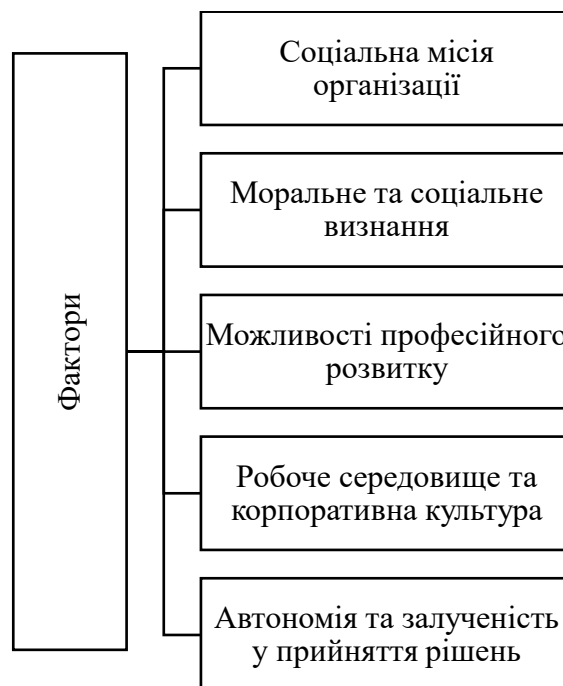 Фактори
Соціальна місія
організації
Моральне та соціальне
визнання
Можливості професійного
розвитку
Робоче середовище та
корпоративна культура
Автономія та залученість
у прийняття рішень